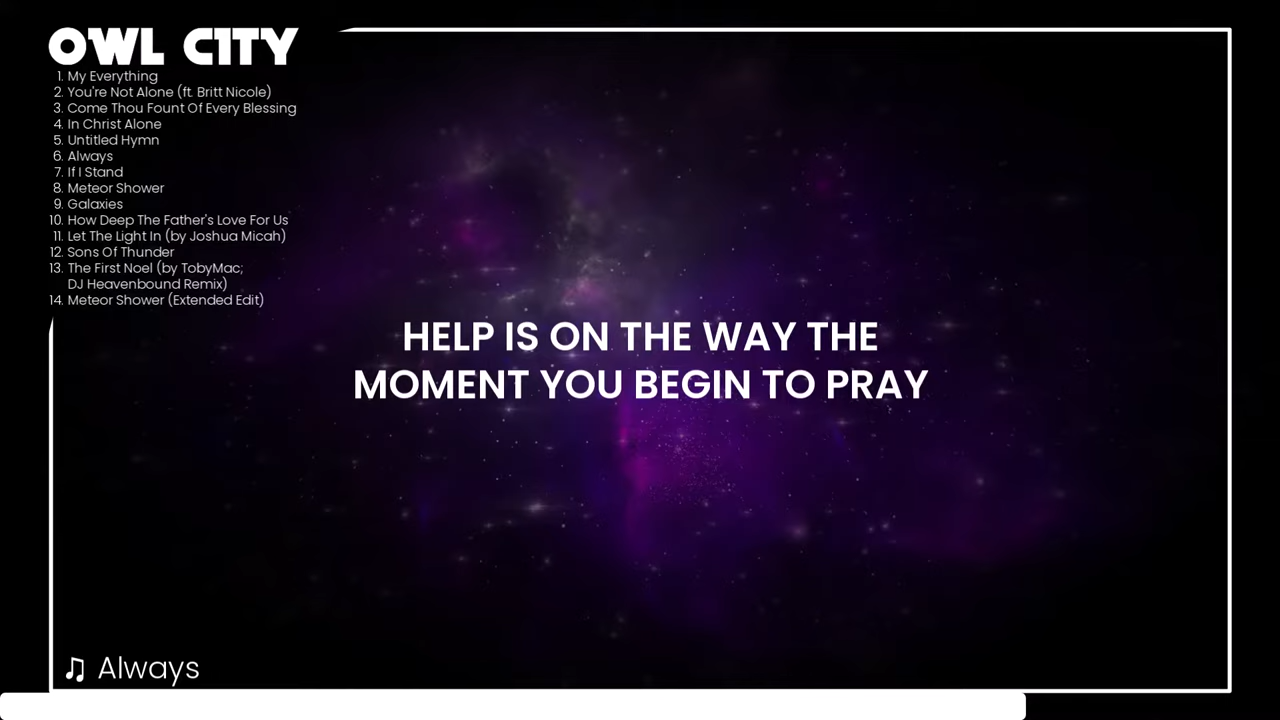 OWL CITY
1. My Everything
2. You're Not Alone (ft. Britt Nicole)
3. Come Thou Fount Of Every Blessing
4. In Christ Alone
5. Untitled Hymn
6. Always
7. If I Stand
8. Meteor Shower
9. Galaxies
10. How Deep The Father's Love For Us
11. Let The Light In (by Joshua Micah)
12. Sons Of Thunder
13. The First Noel (by TobyMac;
DJ Heavenbound Remix)
14. Meteor Shower (Extended Edit)
HELP IS ON THE WAY THE
MOMENT YOU BEGIN TO PRAY
♫ Always